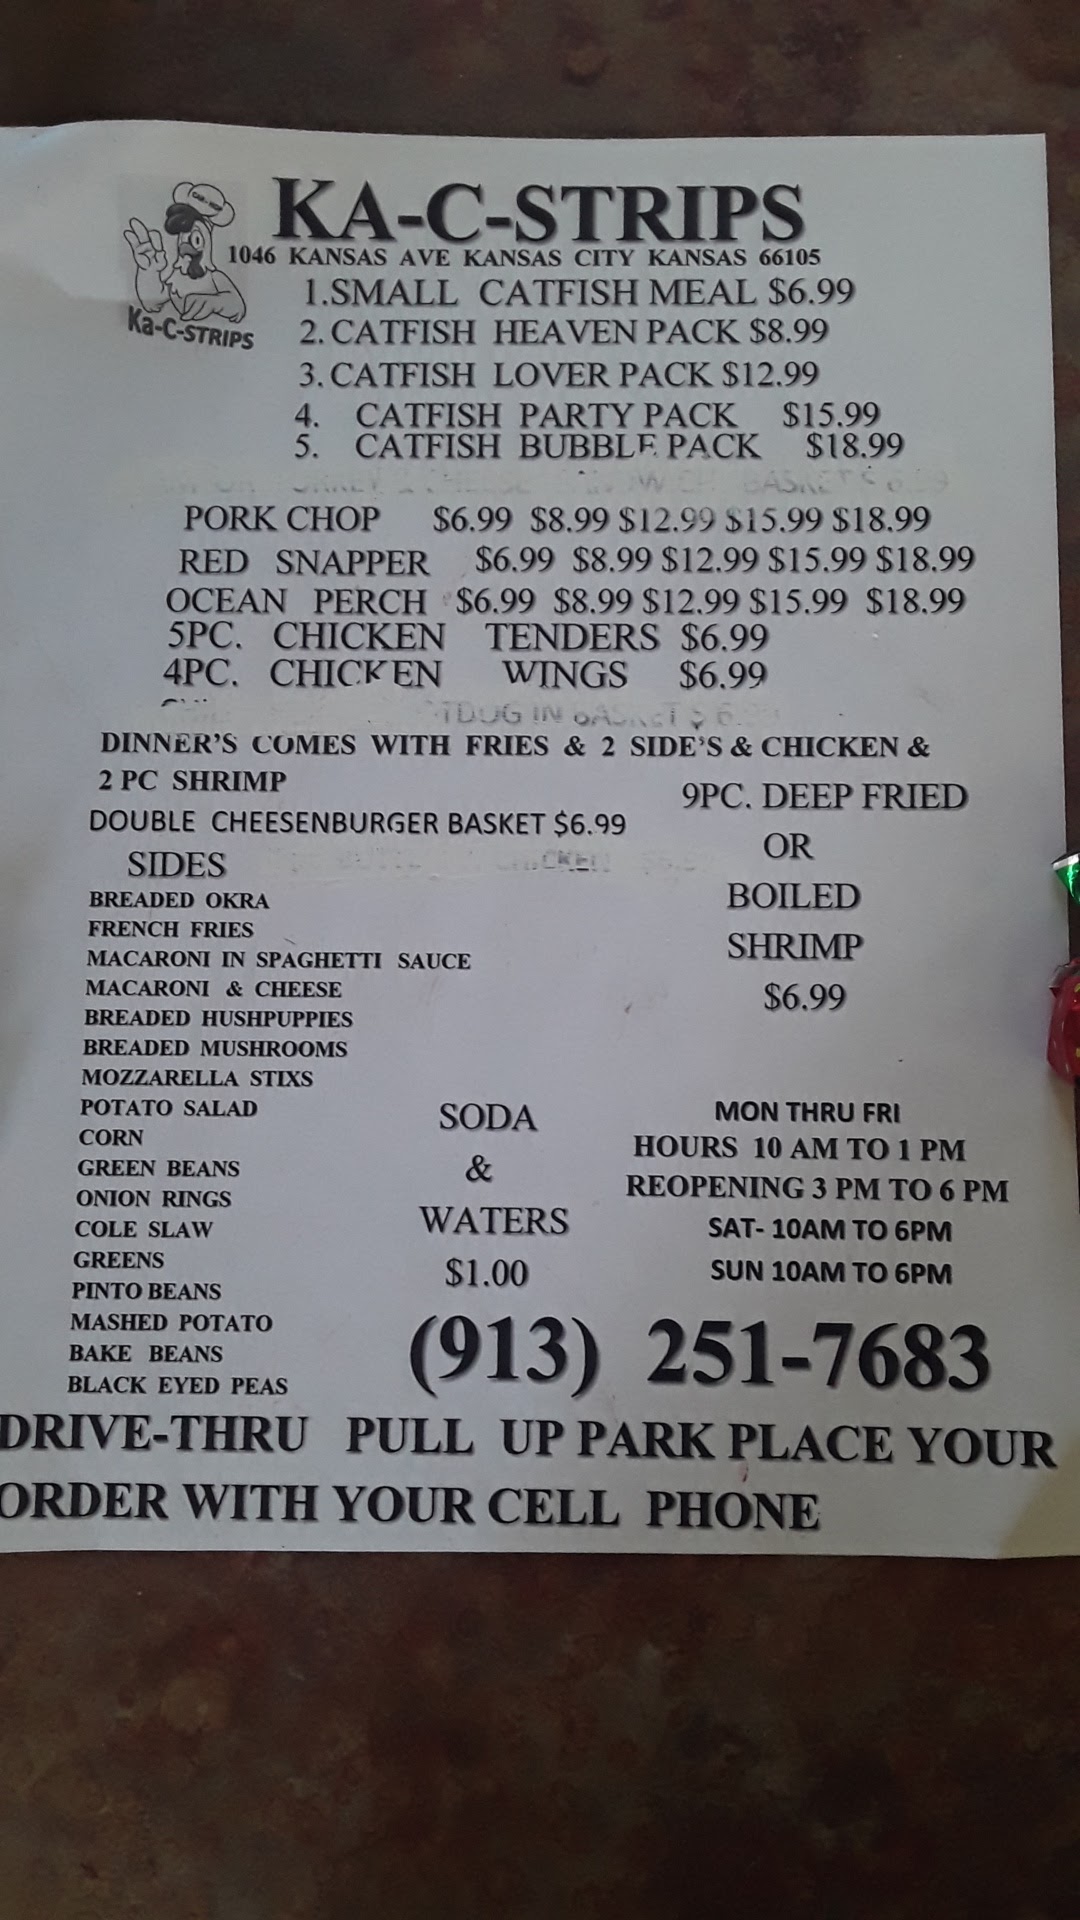 KA-C-STRIPS
Ka-C-STRIPS
1046 KANSAS AVE KANSAS CITY KANSAS 66105
1.SMALL CATFISH MEAL $6.99
2. CATFISH HEAVEN PACK $8.99
3. CATFISH LOVER PACK $12.99
4. CATFISH PARTY PACK $15.99
5. CATFISH BUBBLE PACK $18.99
BASKET $ 6.99
PORK CHOP $6.99 $8.99 $12.99 $15.99 $18.99
RED SNAPPER $6.99 $8.99 $12.99 $15.99 $18.99
OCEAN PERCH $6.99 $8.99 $12.99 $15.99 $18.99
5PC. CHICKEN TENDERS $6.99
4PC. CHICKEN WINGS $6.99
IN BASKET
DINNER'S COMES WITH FRIES & 2 SIDE'S & CHICKEN &
2 PC SHRIMP
DOUBLE CHEESENBURGER BASKET $6.99
9PC. DEEP FRIED
OR
BOILED
SHRIMP
$6.99
CHICKEN
SIDES
BREADED OKRA
FRENCH FRIES
MACARONI IN SPAGHETTI SAUCE
MACARONI & CHEESE
BREADED HUSHPUPPIES
BREADED MUSHROOMS
MOZZARELLA STIXS
POTATO SALAD
CORN
GREEN BEANS
ONION RINGS
COLE SLAW
GREENS
PINTO BEANS
MASHED POTATO
BAKE BEANS
BLACK EYED PEAS
SODA
&
WATERS
$1.00
MON THRU FRI
HOURS 10 AM TO 1 PM
REOPENING 3 PM TO 6 PM
SAT- 10AM TO 6PM
SUN 10AM TO 6PM
(913) 251-7683
DRIVE-THRU PULL UP PARK PLACE YOUR
ORDER WITH YOUR CELL PHONE